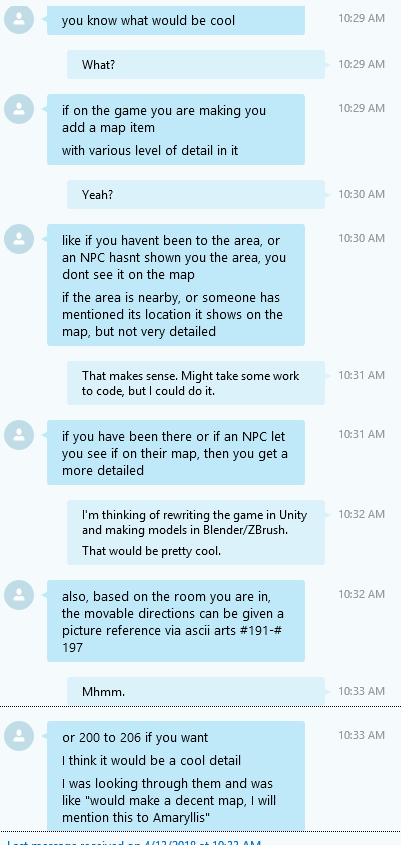 you know what would be cool
10:29 AM
What?
10:29 AM
if on the game you are making you
add a map item
with various level of detail in it
10:29 AM
Yeah?
10:30 AM
like if you havent been to the area, or
an NPC hasnt shown you the area, you
dont see it on the map
if the area is nearby, or someone has
mentioned its location it shows on the
map, but not very detailed
10:30 AM
That makes sense. Might take some work
to code, but I could do it.
10:31 AM
if you have been there or if an NPC let
you see if on their map, then you get a
more detailed
10:31 AM
I'm thinking of rewriting the game in Unity
and making models in Blender/ZBrush.
That would be pretty cool.
10:32 AM
also, based on the room you are in,
the movable directions can be given a
picture reference via ascii arts #191-#
197
10:32 AM
Mhmm.
10:33 AM
or 200 to 206 if you want
I think it would be a cool detail
I was looking through them and was
like "would make a decent map, I will
mention this to Amaryllis"
10:33 AM
Last message received on 4/13/2018 at 10:33 AM